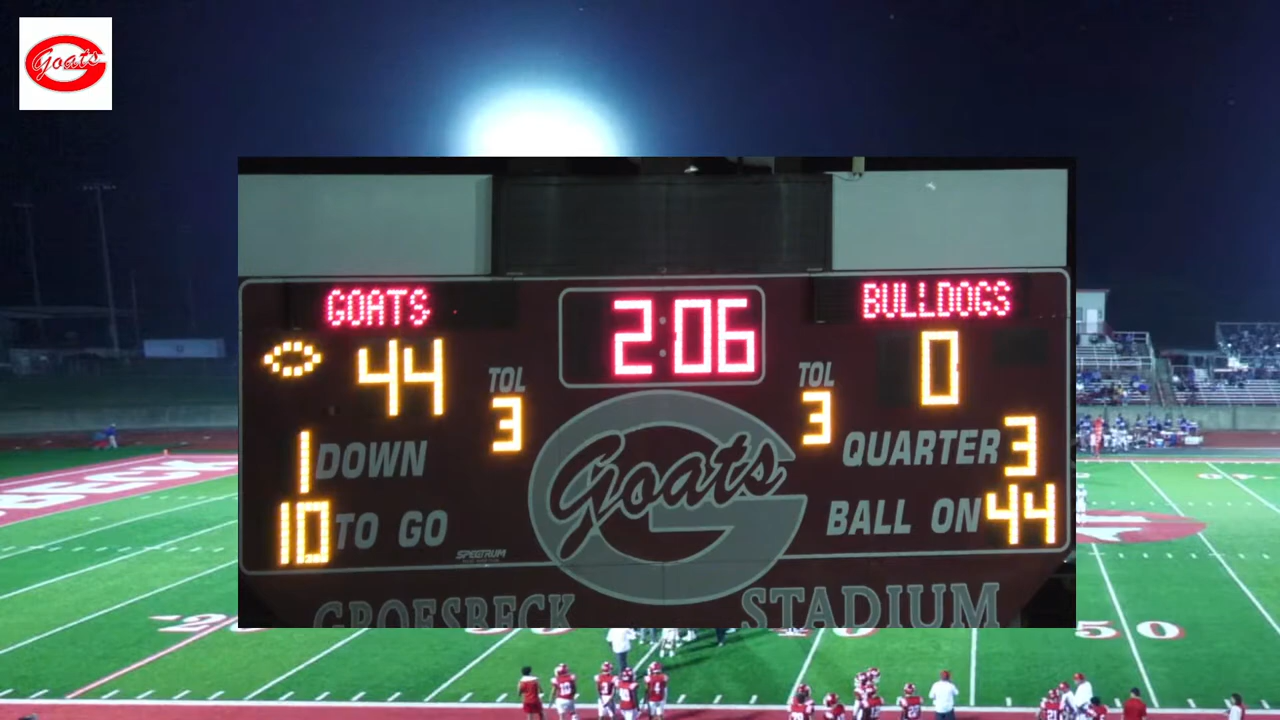 Goats
GOATS 2:06 BULLDOGS
44 TOL TOL 0
3 3
1 DOWN QUARTER 3
Goats
10 TO GO BALL ON 44
SPECTRUM
GROESBECK STADIUM
50